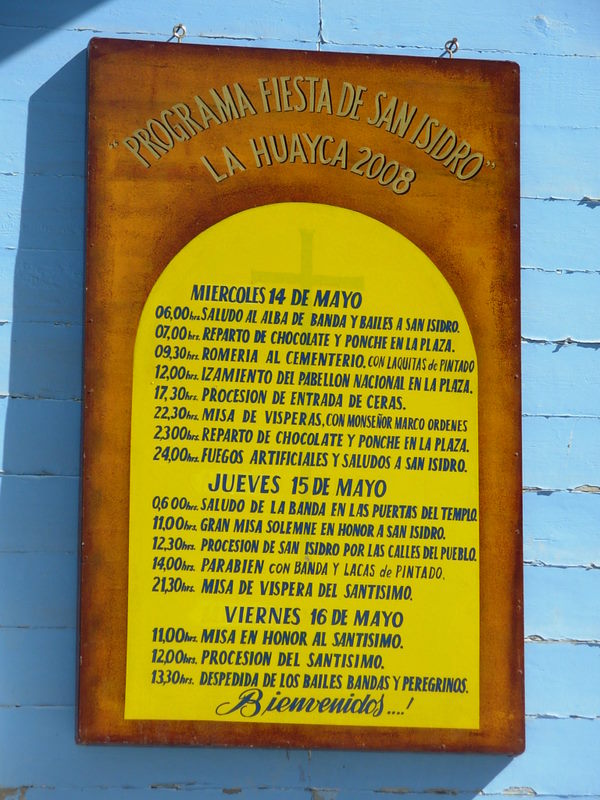 "PROGRAMA FIESTA DE SAN ISIDRO"
LA HUAYCA 2008
MIERCOLES 14 DE MAYO
06,00hrs. SALUDO AL ALBA DE BANDA Y BAILES A SAN ISIDRO.
07,00hrs. REPARTO DE CHOCOLATE Y PONCHE EN LA PLAZA.
09,30hrs. ROMERIA AL CEMENTERIO, CON LAQUITAS de PINTADO
12,00hrs. IZAMIENTO DEL PABELLON NACIONAL EN LA PLAZA.
17,30hrs. PROCESION DE ENTRADA DE CERAS.
22,30hrs. MISA DE VISPERAS, CON MONSEÑOR MARCO ORDENES
2,300hrs. REPARTO DE CHOCOLATE Y PONCHE EN LA PLAZA.
24,00hrs. FUEGOS ARTIFICIALES Y SALUDOS A SAN ISIDRO.
JUEVES 15 DE MAYO
0,600hrs. SALUDO DE LA BANDA EN LAS PUERTAS DEL TEMPLO.
11,00hrs. GRAN MISA SOLEMNE EN HONOR A SAN ISIDRO.
12,30hrs. PROCESION DE SAN ISIDRO POR LAS CALLES DEL PUEBLO.
14,00hrs. PARABIEN CON BANDA Y LACAS de PINTADO.
21,30hrs. MISA DE VISPERA DEL SANTISIMO.
VIERNES 16 DE MAYO
11,00hrs. MISA EN HONOR AL SANTISIMO.
12,00hrs. PROCESION DEL SANTISIMO.
13,30hrs. DESPEDIDA DE LOS BAILES BANDAS Y PEREGRINOS.
Bienvenidos....!